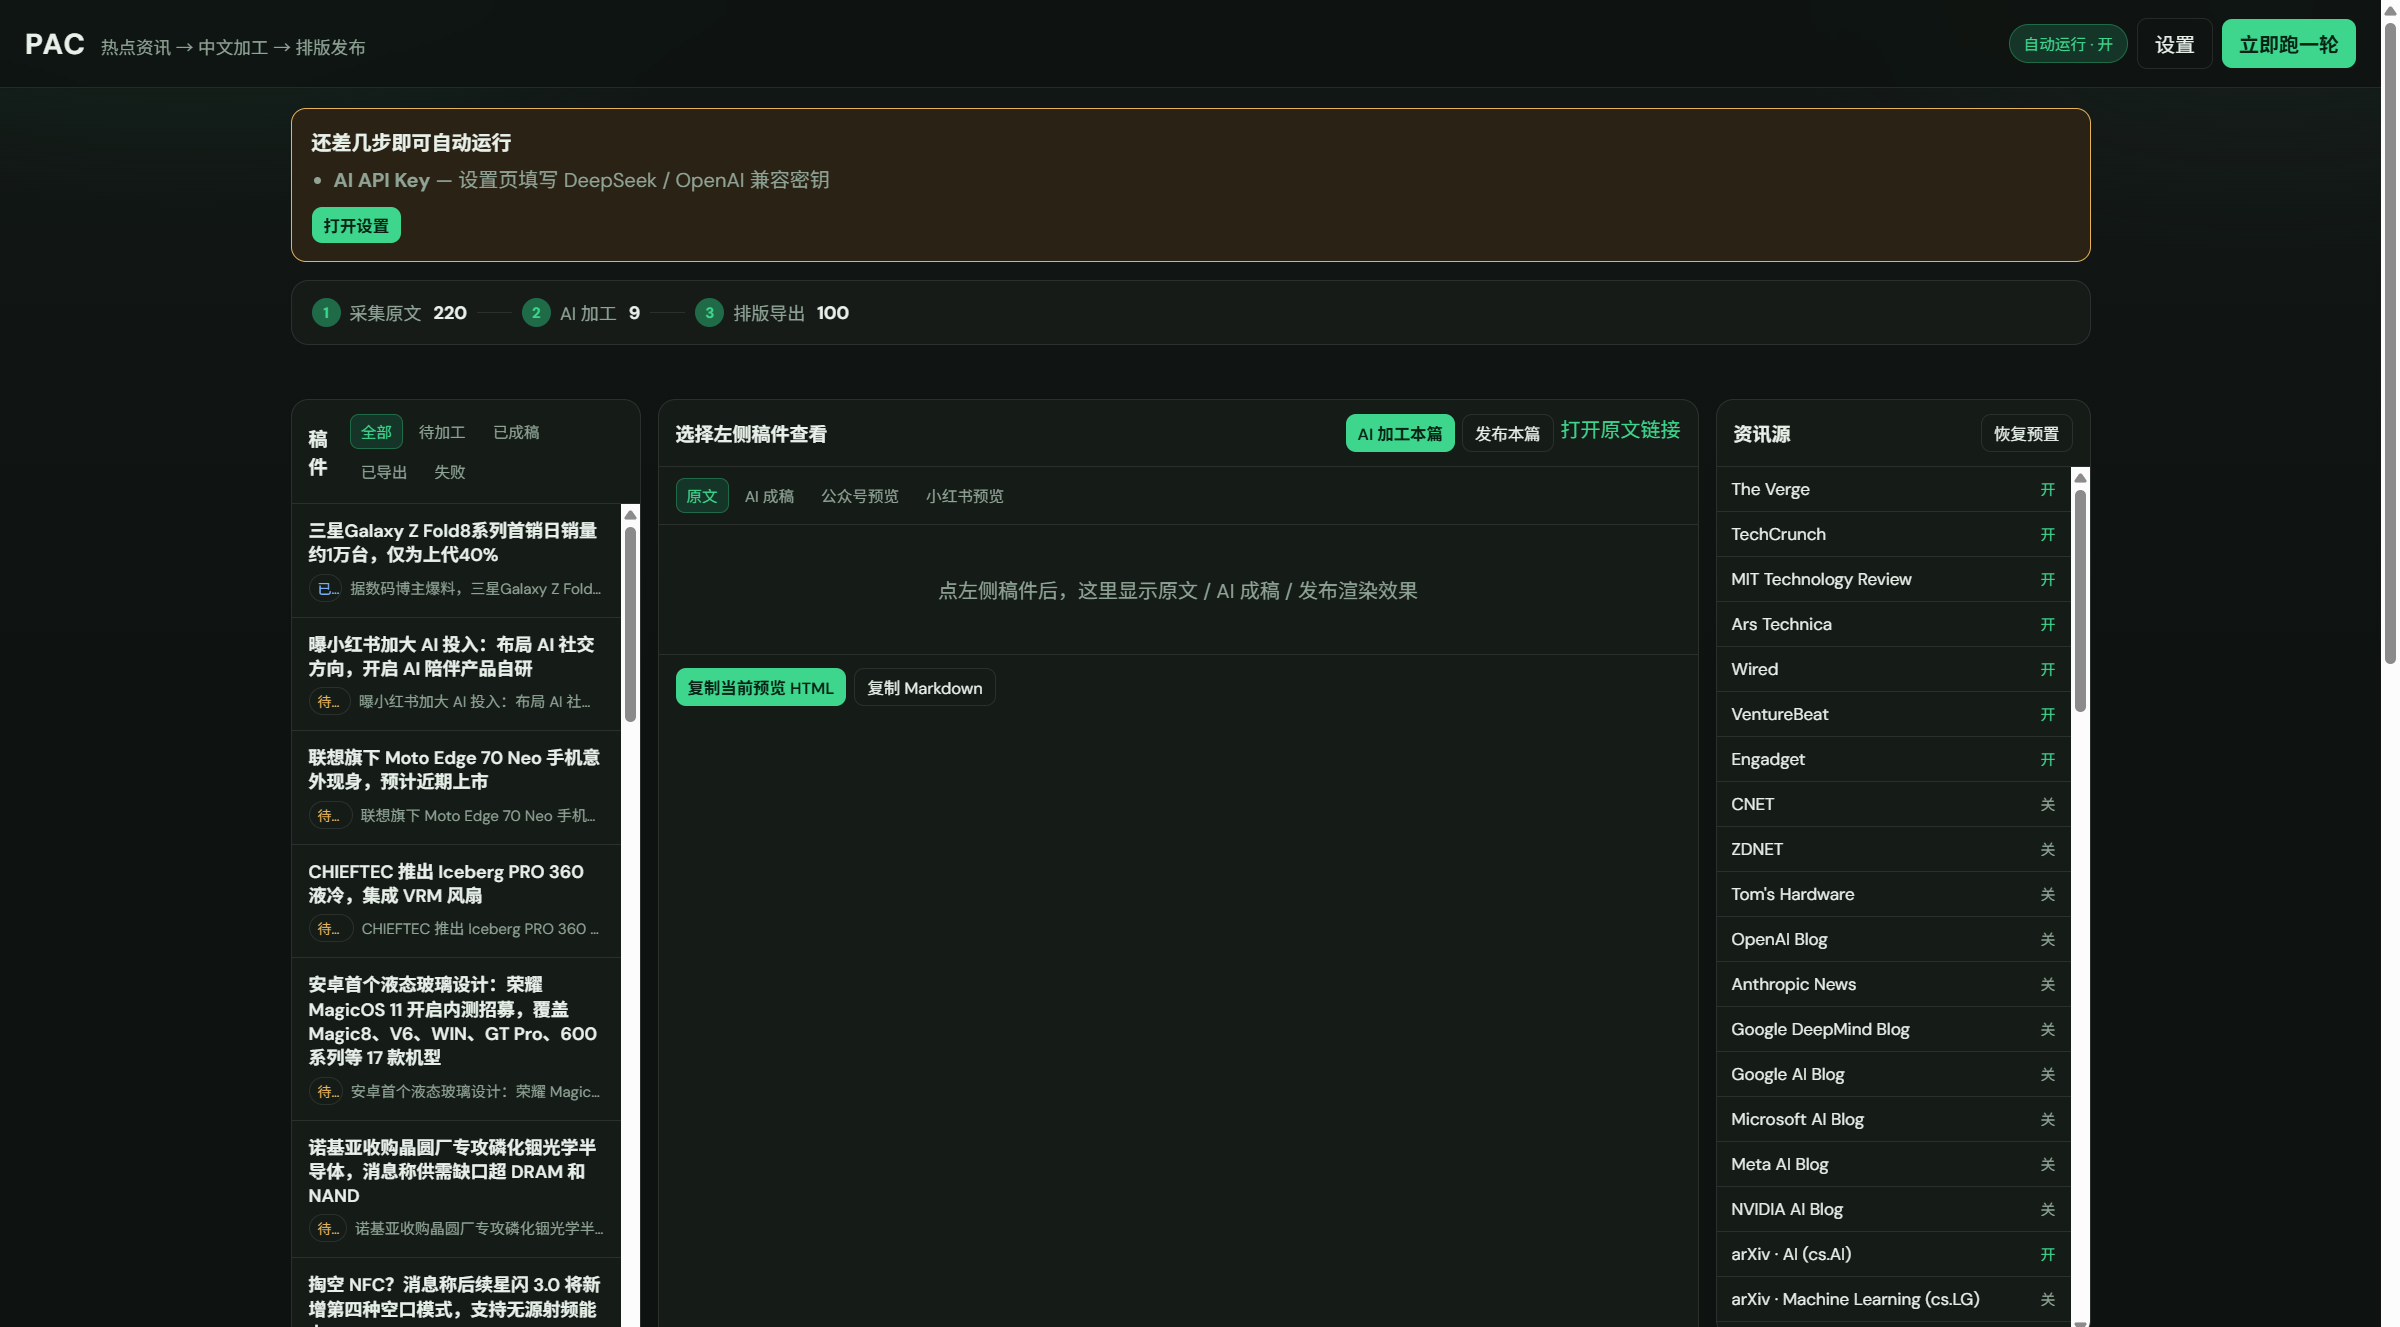 PAC 热点资讯 → 中文加工 → 排版发布
自动运行 · 开
设置
立即跑一轮
还差几步即可自动运行
• AI API Key — 设置页填写 DeepSeek / OpenAI 兼容密钥
打开设置
1 采集原文 220
2 AI 加工 9
3 排版导出 100
稿件
全部
待加工
已成稿
已导出
失败
三星Galaxy Z Fold8系列首销日销量
约1万台，仅为上代40%
已... 据数码博主爆料，三星Galaxy Z Fold...
曝小红书加大 AI 投入：布局 AI 社交
方向，开启 AI 陪伴产品自研
待... 曝小红书加大 AI 投入：布局 AI 社...
联想旗下 Moto Edge 70 Neo 手机意
外现身，预计近期上市
待... 联想旗下 Moto Edge 70 Neo 手机...
CHIEFTEC 推出 Iceberg PRO 360
液冷，集成 VRM 风扇
待... CHIEFTEC 推出 Iceberg PRO 360 ...
安卓首个液态玻璃设计：荣耀
MagicOS 11 开启内测招募，覆盖
Magic8、V6、WIN、GT Pro、600
系列等 17 款机型
待... 安卓首个液态玻璃设计：荣耀 Magic...
诺基亚收购晶圆厂专攻磷化铟光学半
导体，消息称供需缺口超 DRAM 和
NAND
待... 诺基亚收购晶圆厂专攻磷化铟光学半...
掏空 NFC？消息称后续星闪 3.0 将新
增第四种空口模式，支持无源射频能
选择左侧稿件查看
AI 加工本篇
发布本篇
打开原文链接
原文
AI 成稿
公众号预览
小红书预览
点左侧稿件后，这里显示原文 / AI 成稿 / 发布渲染效果
复制当前预览 HTML
复制 Markdown
资讯源
恢复预置
The Verge 开
TechCrunch 开
MIT Technology Review 开
Ars Technica 开
Wired 开
VentureBeat 开
Engadget 开
CNET 关
ZDNET 关
Tom's Hardware 关
OpenAI Blog 关
Anthropic News 关
Google DeepMind Blog 关
Google AI Blog 关
Microsoft AI Blog 关
Meta AI Blog 关
NVIDIA AI Blog 关
arXiv · AI (cs.AI) 开
arXiv · Machine Learning (cs.LG) 关